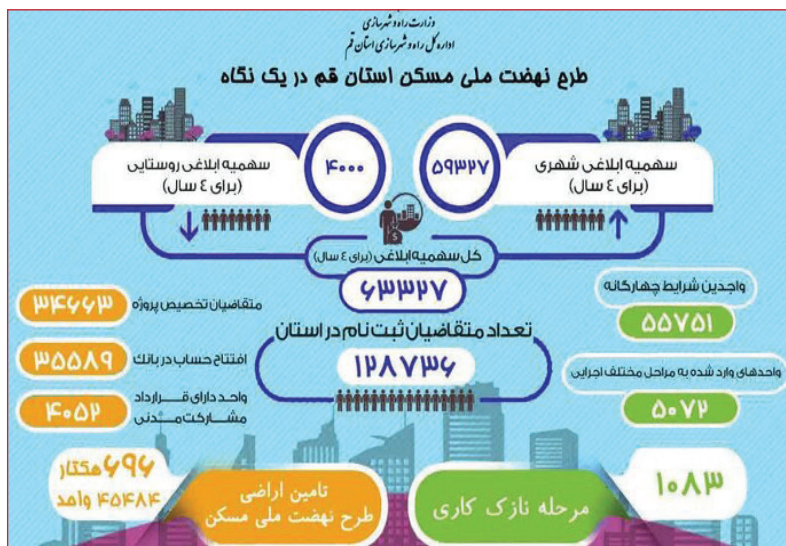 وزارت راه و شهرسازی
اداره کل راه و شهرسازی استان قم
طرح نهضت ملی مسکن استان قم در یک نگاه
سهمیه ابلاغی شهری
(برای ٤ سال)
۵۹۳۲۷
۴۰۰۰
سهمیه ابلاغی روستایی
(برای ٤ سال)
کل سهمیه ابلاغی (برای ٤ سال)
۶۳۳۲۷
واجدین شرایط چهارگانه
۵۵۷۵۱
متقاضیان تخصیص پروژه
۳۴۶۶۳
تعداد متقاضیان ثبت نام در استان
۱۲۸۷۳۶
افتتاح حساب در بانک
۳۵۵۸۹
واحدهای وارد شده به مراحل مختلف اجرایی
۵۰۷۲
واحد دارای قرارداد
مشارکت مدنی
۴۰۵۲
۱۰۸۳
مرحله نازک کاری
تامین اراضی
طرح نهضت ملی مسکن
۶۹۶ هکتار
۴۵۴۸۴ واحد